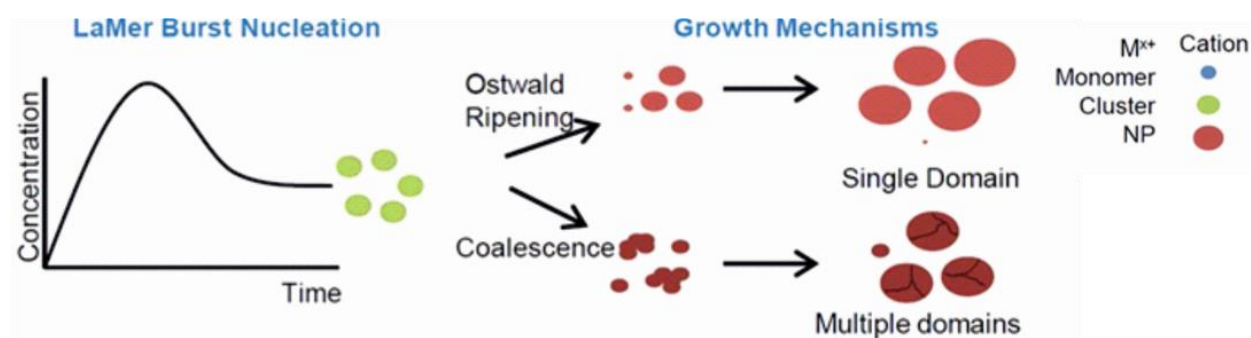 LaMer Burst Nucleation
Growth Mechanisms
Concentration
Time
Ostwald
Ripening
Coalescence
Single Domain
Multiple domains
Mˣ⁺ Cation
Monomer
Cluster
NP